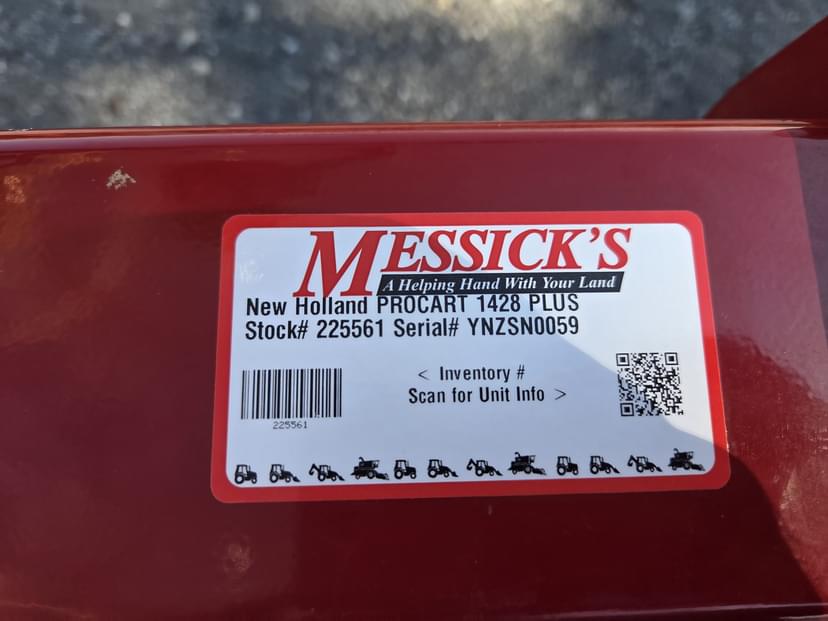 MESSICK'S
A Helping Hand With Your Land
New Holland PROCART 1428 PLUS
Stock# 225561 Serial# YNZSN0059
< Inventory #
Scan for Unit Info >
225561